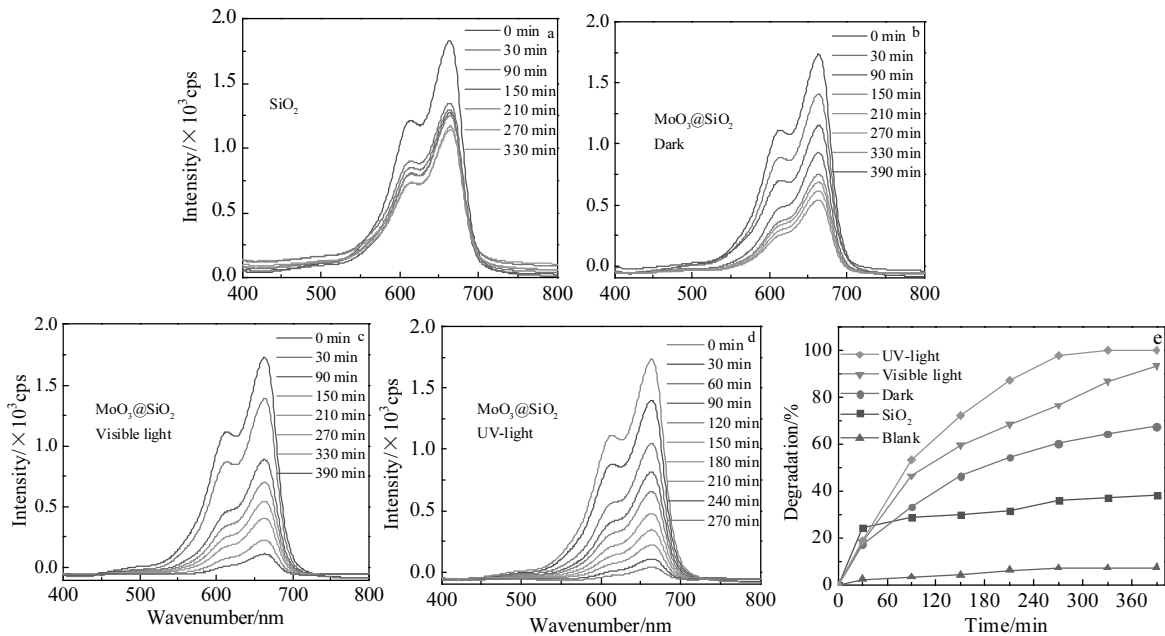 a
2.0
1.5
1.0
0.5
0.0
Intensity/×10³cps
SiO₂
0 min
30 min
90 min
150 min
210 min
270 min
330 min
400
500
600
700
800
b
2.0
1.5
1.0
0.5
0.0
MoO₃@SiO₂
Dark
0 min
30 min
90 min
150 min
210 min
270 min
330 min
390 min
400
500
600
700
800
c
2.0
1.5
1.0
0.5
0.0
Intensity/×10³cps
MoO₃@SiO₂
Visible light
0 min
30 min
90 min
150 min
210 min
270 min
330 min
390 min
400
500
600
700
800
Wavenumber/nm
d
2.0
1.5
1.0
0.5
0.0
Intensity/×10³cps
MoO₃@SiO₂
UV-light
0 min
30 min
60 min
90 min
120 min
150 min
180 min
210 min
240 min
270 min
400
500
600
700
800
Wavenumber/nm
e
100
80
60
40
20
0
Degradation/%
UV-light
Visible light
Dark
SiO₂
Blank
0
60
120
180
240
300
360
Time/min